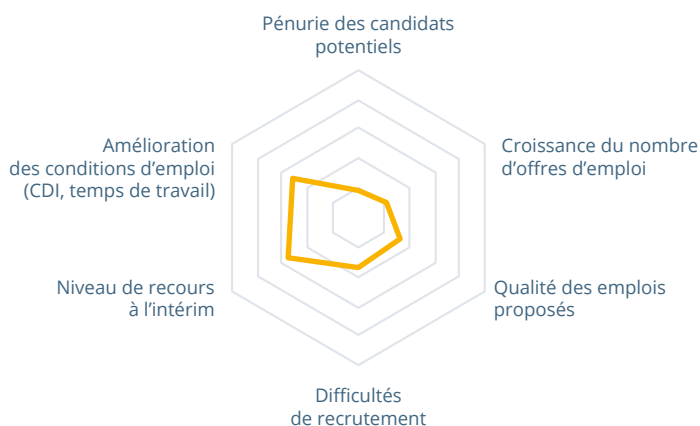 Pénurie des candidats
potentiels
Amélioration
des conditions d’emploi
(CDI, temps de travail)
Croissance du nombre
d’offres d’emploi
Niveau de recours
à l’intérim
Qualité des emplois
proposés
Difficultés
de recrutement